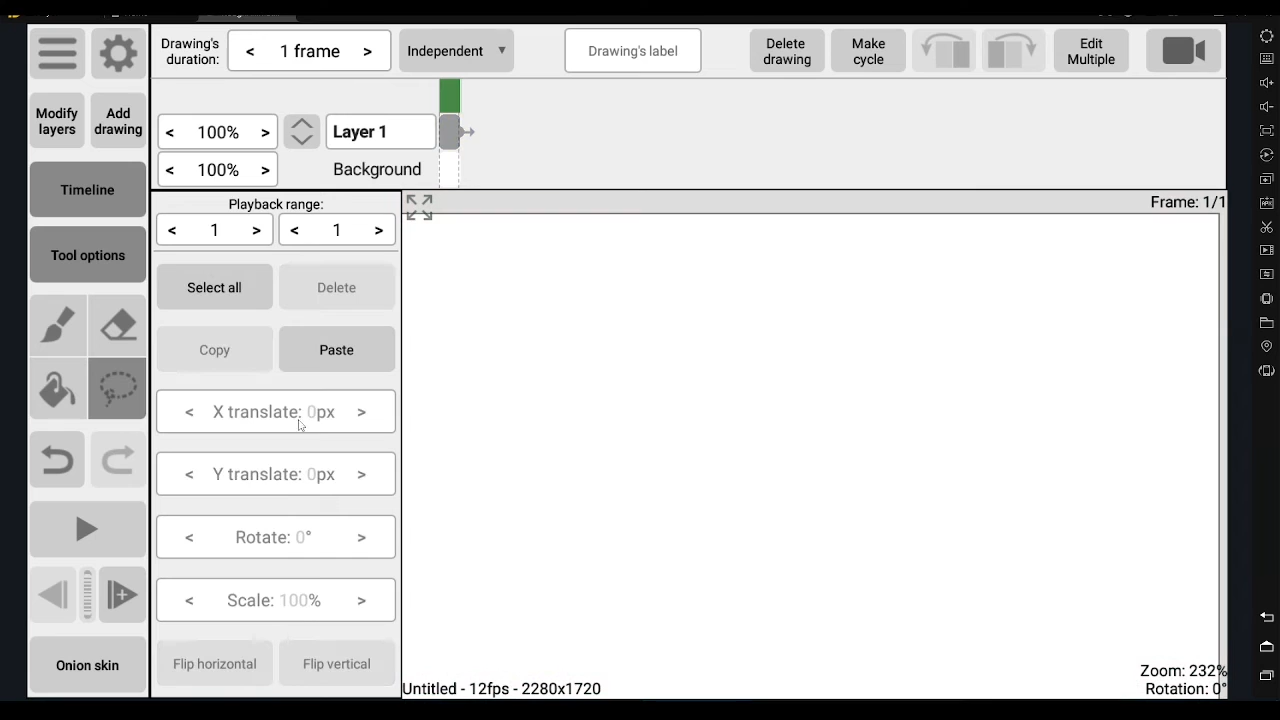 Drawing's
duration:
< 1 frame >
Independent ▼
Drawing's label
Delete
drawing
Make
cycle
Edit
Multiple
Modify
layers
Add
drawing
< 100% >
Layer 1
< 100% >
Background
Timeline
Tool options
Playback range:
< 1 >
< 1 >
Frame: 1/1
Select all
Delete
Copy
Paste
< X translate: 0px >
< Y translate: 0px >
< Rotate: 0° >
< Scale: 100% >
Flip horizontal
Flip vertical
Onion skin
Zoom: 232%
Untitled - 12fps - 2280x1720
Rotation: 0°